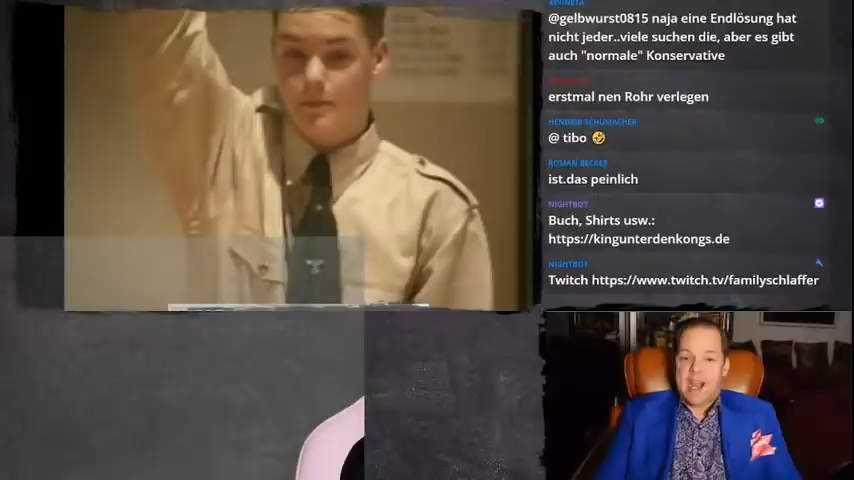 @gelbwurst0815 naja eine Endlösung hat
nicht jeder..viele suchen die, aber es gibt
auch "normale" Konservative
erstmal nen Rohr verlegen
HENDRIK SCHUMACHER
@ tibo 🤣
ROMAN BECKER
ist.das peinlich
NIGHTBOT
Buch, Shirts usw.:
https://kingunterdenkongs.de
NIGHTBOT
Twitch https://www.twitch.tv/familyschlaffer